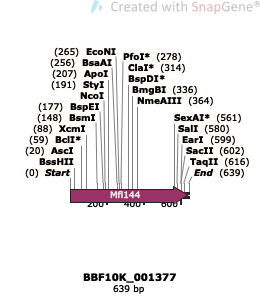 Created with SnapGene®
(265) EcoNI
(256) BsaAI
(207) ApoI
(191) StyI
NcoI
(177) BspEI
(148) BsmI
(88) XcmI
(59) BclI*
(20) AscI
BssHII
(0) Start
PfoI* (278)
ClaI* (314)
BspDI*
BmgBI (336)
NmeAIII (364)
SexAI* (561)
SalI (580)
EarI (599)
SacII (602)
TaqII (616)
End (639)
Mfl144
200
400
600
BBF10K_001377
639 bp